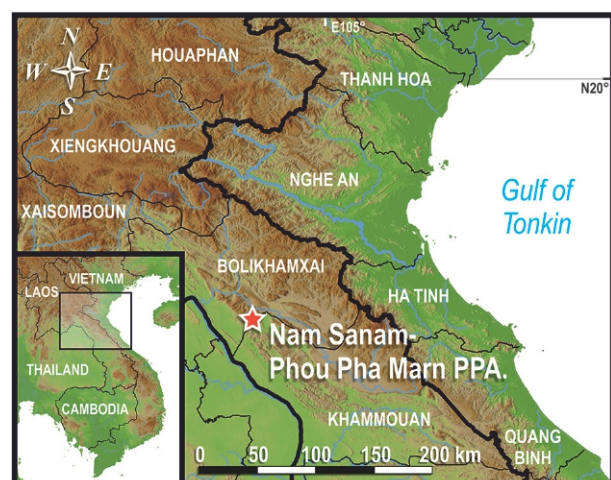 E105°
N
W E
S
HOUAPHAN
THANH HOA
N20°
XIENGKHOUANG
NGHE AN
Gulf of
Tonkin
XAISOMBOUN
BOLIKHAMXAI
HA TINH
VIETNAM
LAOS
THAILAND
CAMBODIA
Nam Sanam-
Phou Pha Marn PPA.
KHAMMOUAN
QUANG
BINH
0 50 100 150 200 km